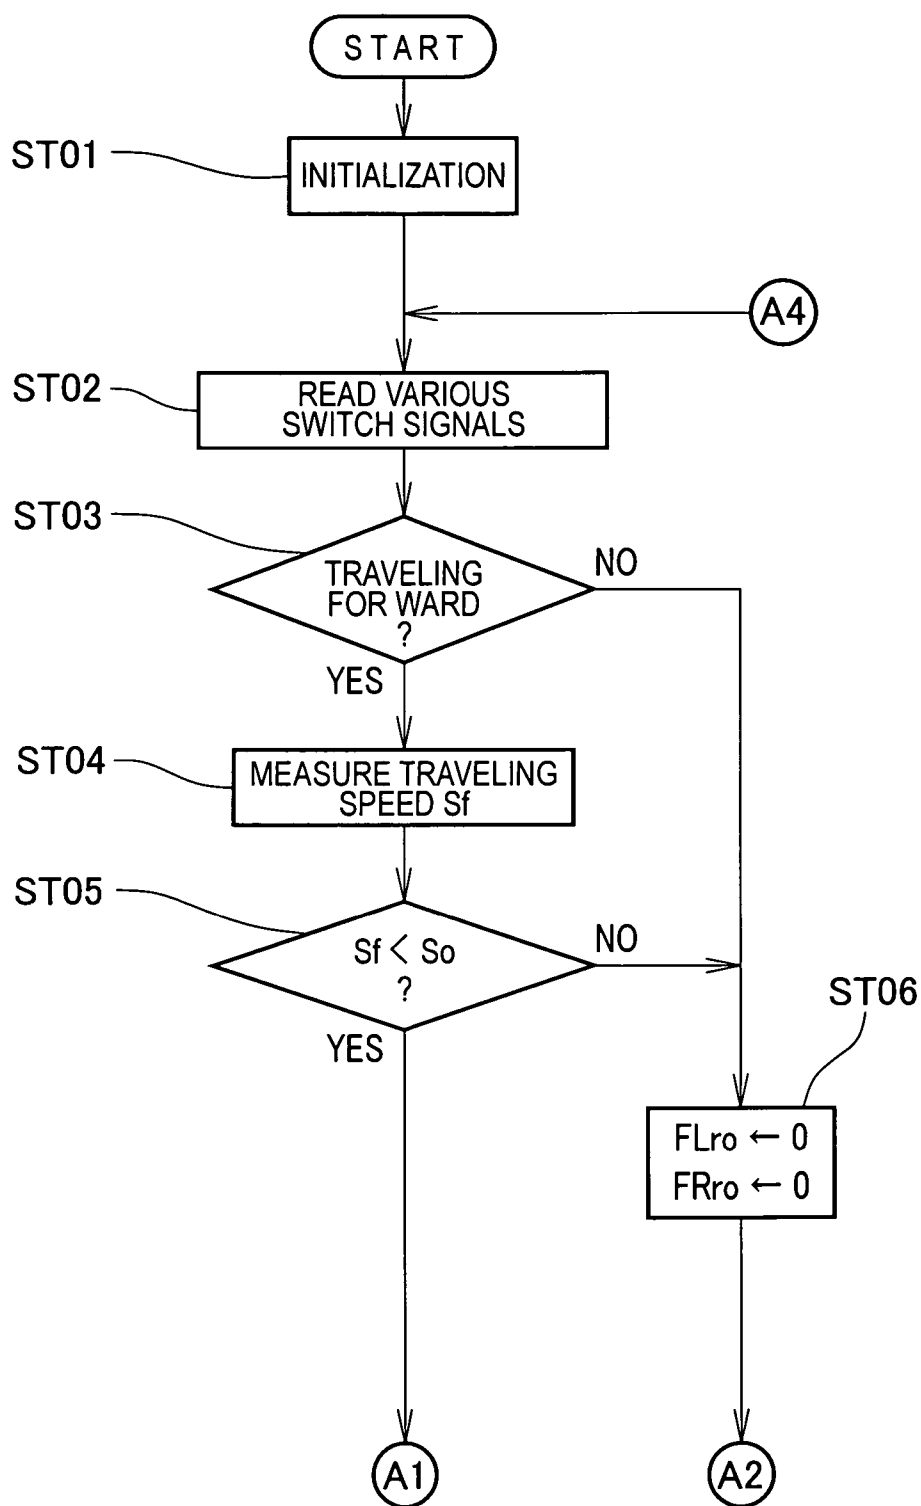 START
ST01
INITIALIZATION
A4
ST02
READ VARIOUS
SWITCH SIGNALS
ST03
TRAVELING
FOR WARD
?
NO
YES
ST04
MEASURE TRAVELING
SPEED Sf
ST05
Sf < So
?
NO
YES
ST06
FLro ← 0
FRro ← 0
A1
A2